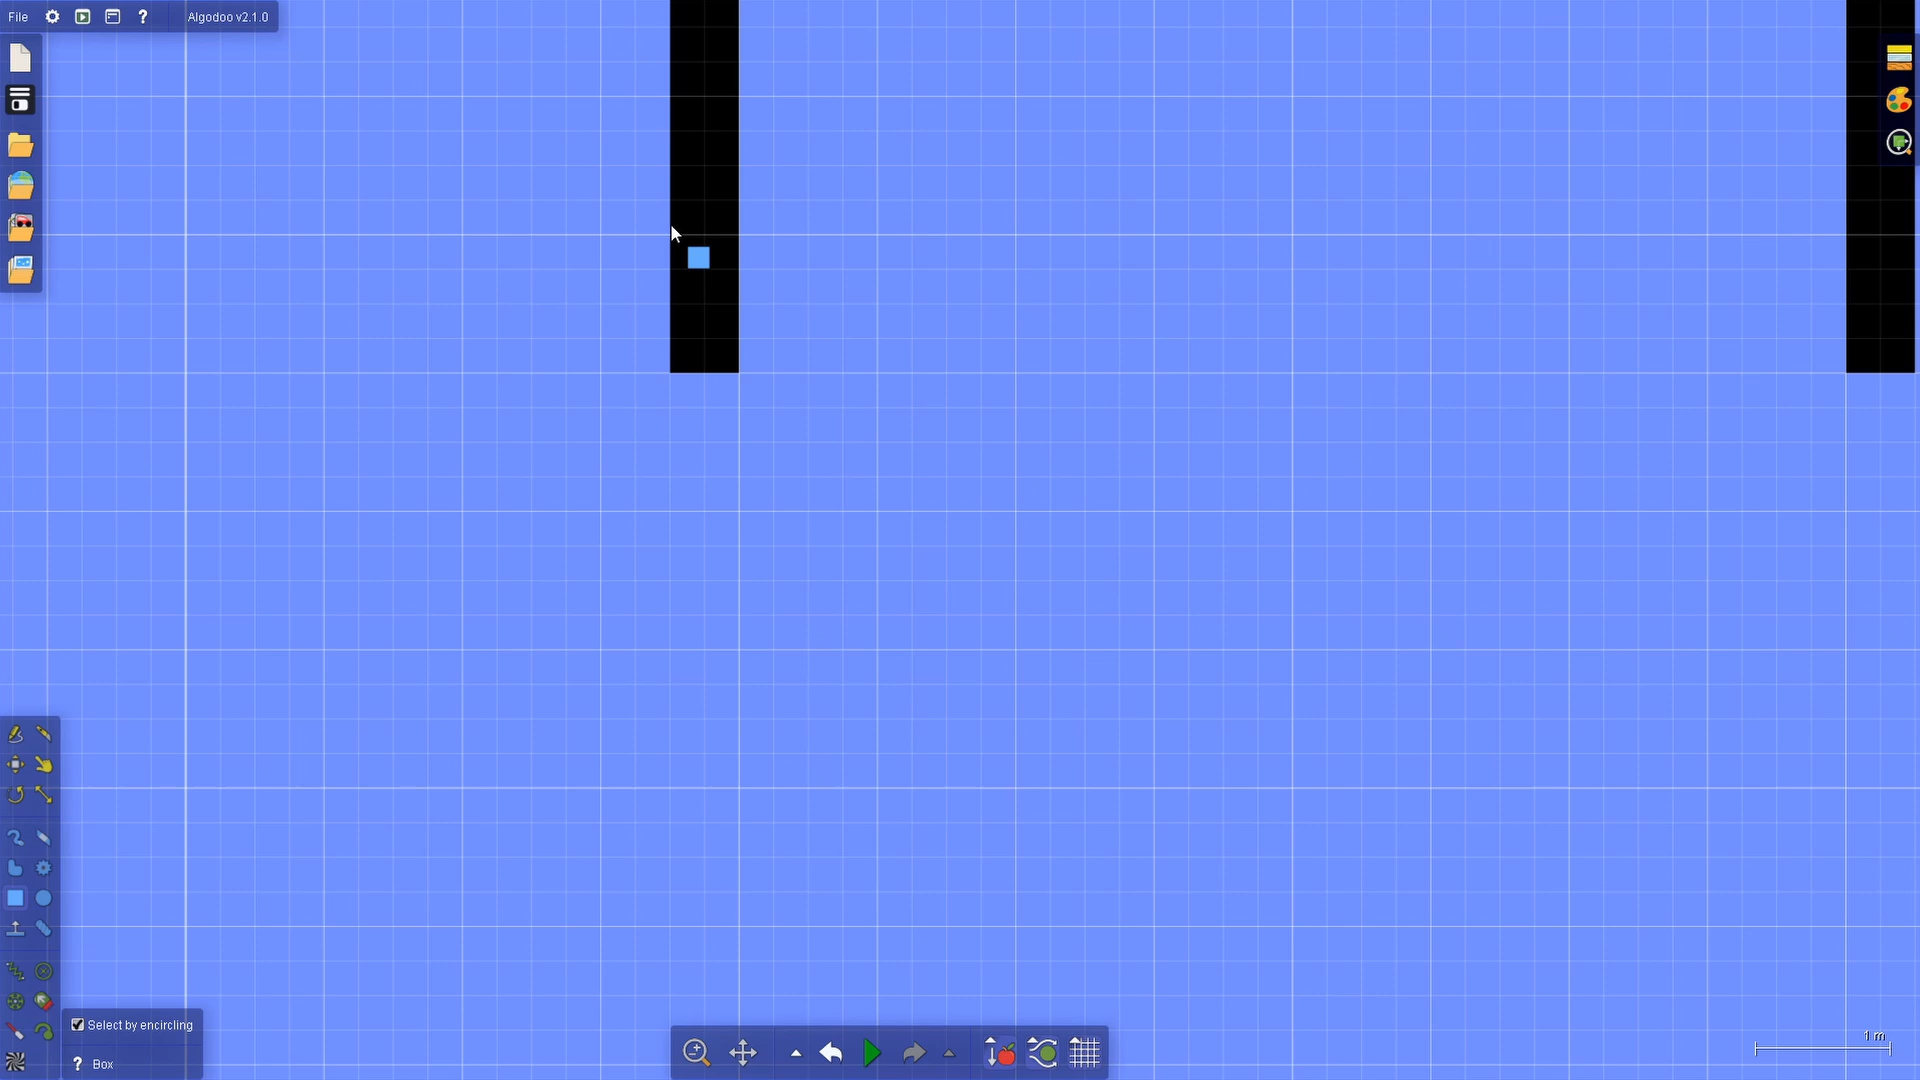 File ? Algodoo v2.1.0
Select by encircling
? Box
1 m